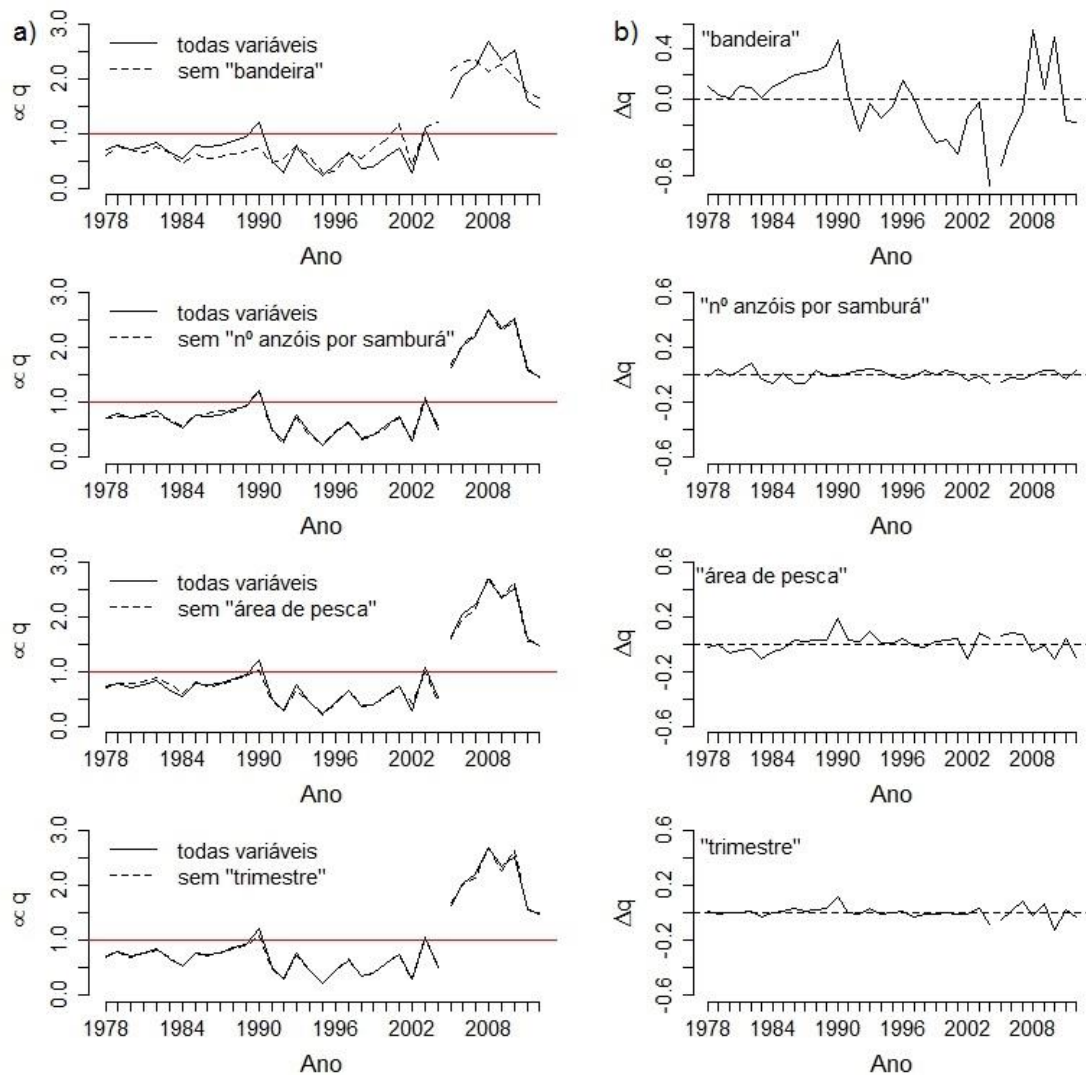 a)
3.0
2.0
1.0
0.0
∝ q
todas variáveis
sem "bandeira"
1978 1984 1990 1996 2002 2008
Ano
b)
0.6
0.0
-0.6
Δq
"bandeira"
1978 1984 1990 1996 2002 2008
Ano
3.0
2.0
1.0
0.0
∝ q
todas variáveis
sem "nº anzóis por samburá"
1978 1984 1990 1996 2002 2008
Ano
0.6
0.2
-0.2
-0.6
Δq
"nº anzóis por samburá"
1978 1984 1990 1996 2002 2008
Ano
3.0
2.0
1.0
0.0
∝ q
todas variáveis
sem "área de pesca"
1978 1984 1990 1996 2002 2008
Ano
0.6
0.2
-0.2
-0.6
Δq
"área de pesca"
1978 1984 1990 1996 2002 2008
Ano
3.0
2.0
1.0
0.0
∝ q
todas variáveis
sem "trimestre"
1978 1984 1990 1996 2002 2008
Ano
0.6
0.2
-0.2
-0.6
Δq
"trimestre"
1978 1984 1990 1996 2002 2008
Ano